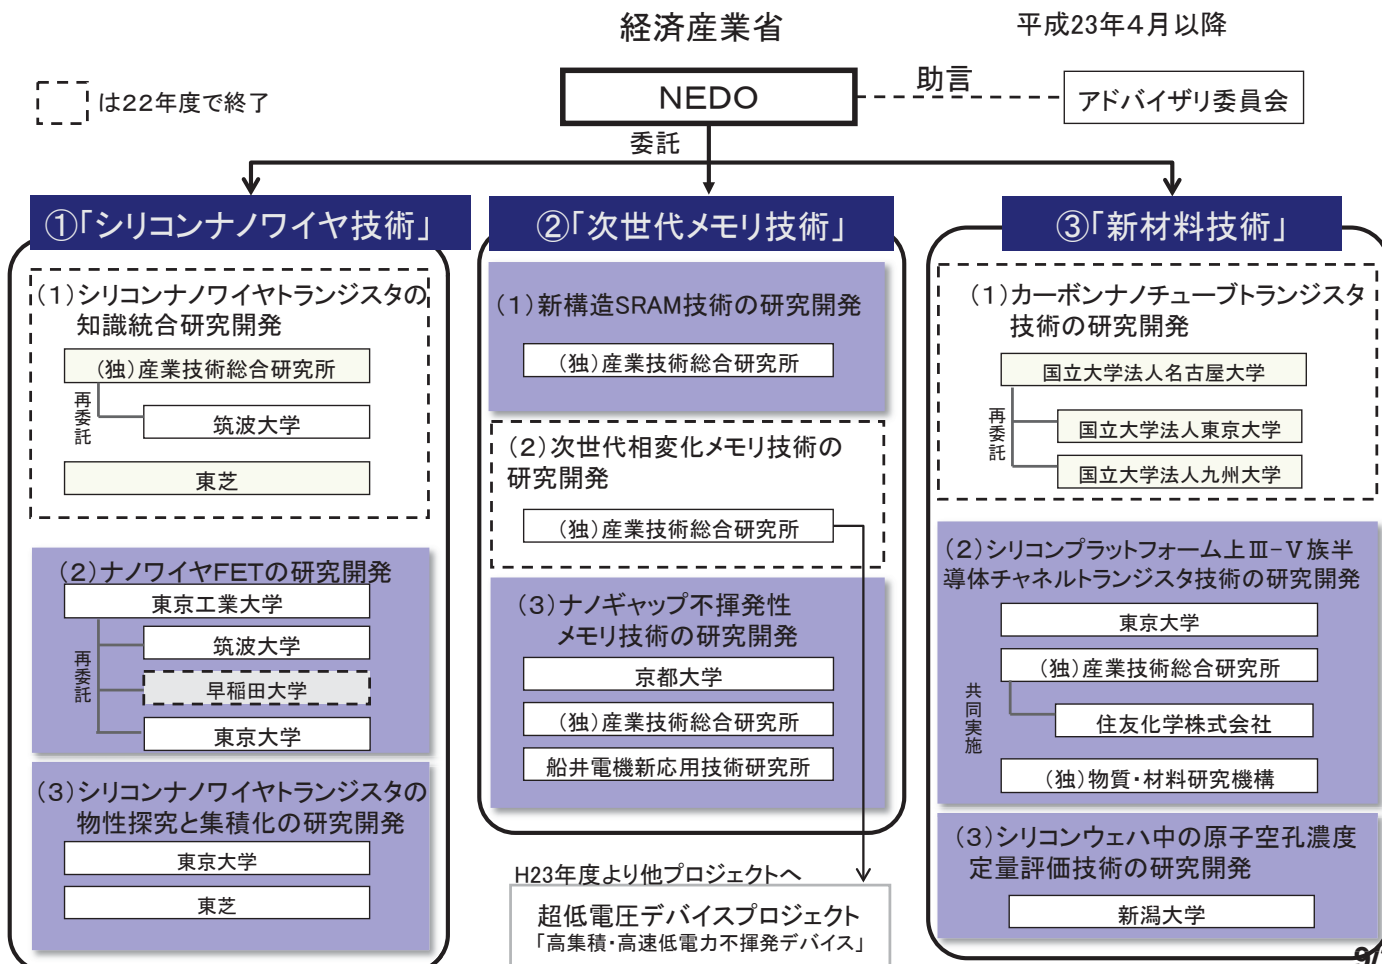 経済産業省
平成23年4月以降
は22年度で終了
NEDO
助言
アドバイザリ委員会
委託
①「シリコンナノワイヤ技術」
(1)シリコンナノワイヤトランジスタの
知識統合研究開発
(独)産業技術総合研究所
再委託
筑波大学
東芝
(2)ナノワイヤFETの研究開発
東京工業大学
再委託
筑波大学
早稲田大学
東京大学
(3)シリコンナノワイヤトランジスタの
物性探究と集積化の研究開発
東京大学
東芝
②「次世代メモリ技術」
(1)新構造SRAM技術の研究開発
(独)産業技術総合研究所
(2)次世代相変化メモリ技術の
研究開発
(独)産業技術総合研究所
(3)ナノギャップ不揮発性
メモリ技術の研究開発
京都大学
(独)産業技術総合研究所
船井電機新応用技術研究所
H23年度より他プロジェクトへ
超低電圧デバイスプロジェクト
「高集積・高速低電力不揮発デバイス」
③「新材料技術」
(1)カーボンナノチューブトランジスタ
技術の研究開発
国立大学法人名古屋大学
再委託
国立大学法人東京大学
国立大学法人九州大学
(2)シリコンプラットフォーム上Ⅲ-Ⅴ族半
導体チャネルトランジスタ技術の研究開発
東京大学
(独)産業技術総合研究所
共同実施
住友化学株式会社
(独)物質・材料研究機構
(3)シリコンウェハ中の原子空孔濃度
定量評価技術の研究開発
新潟大学
9/